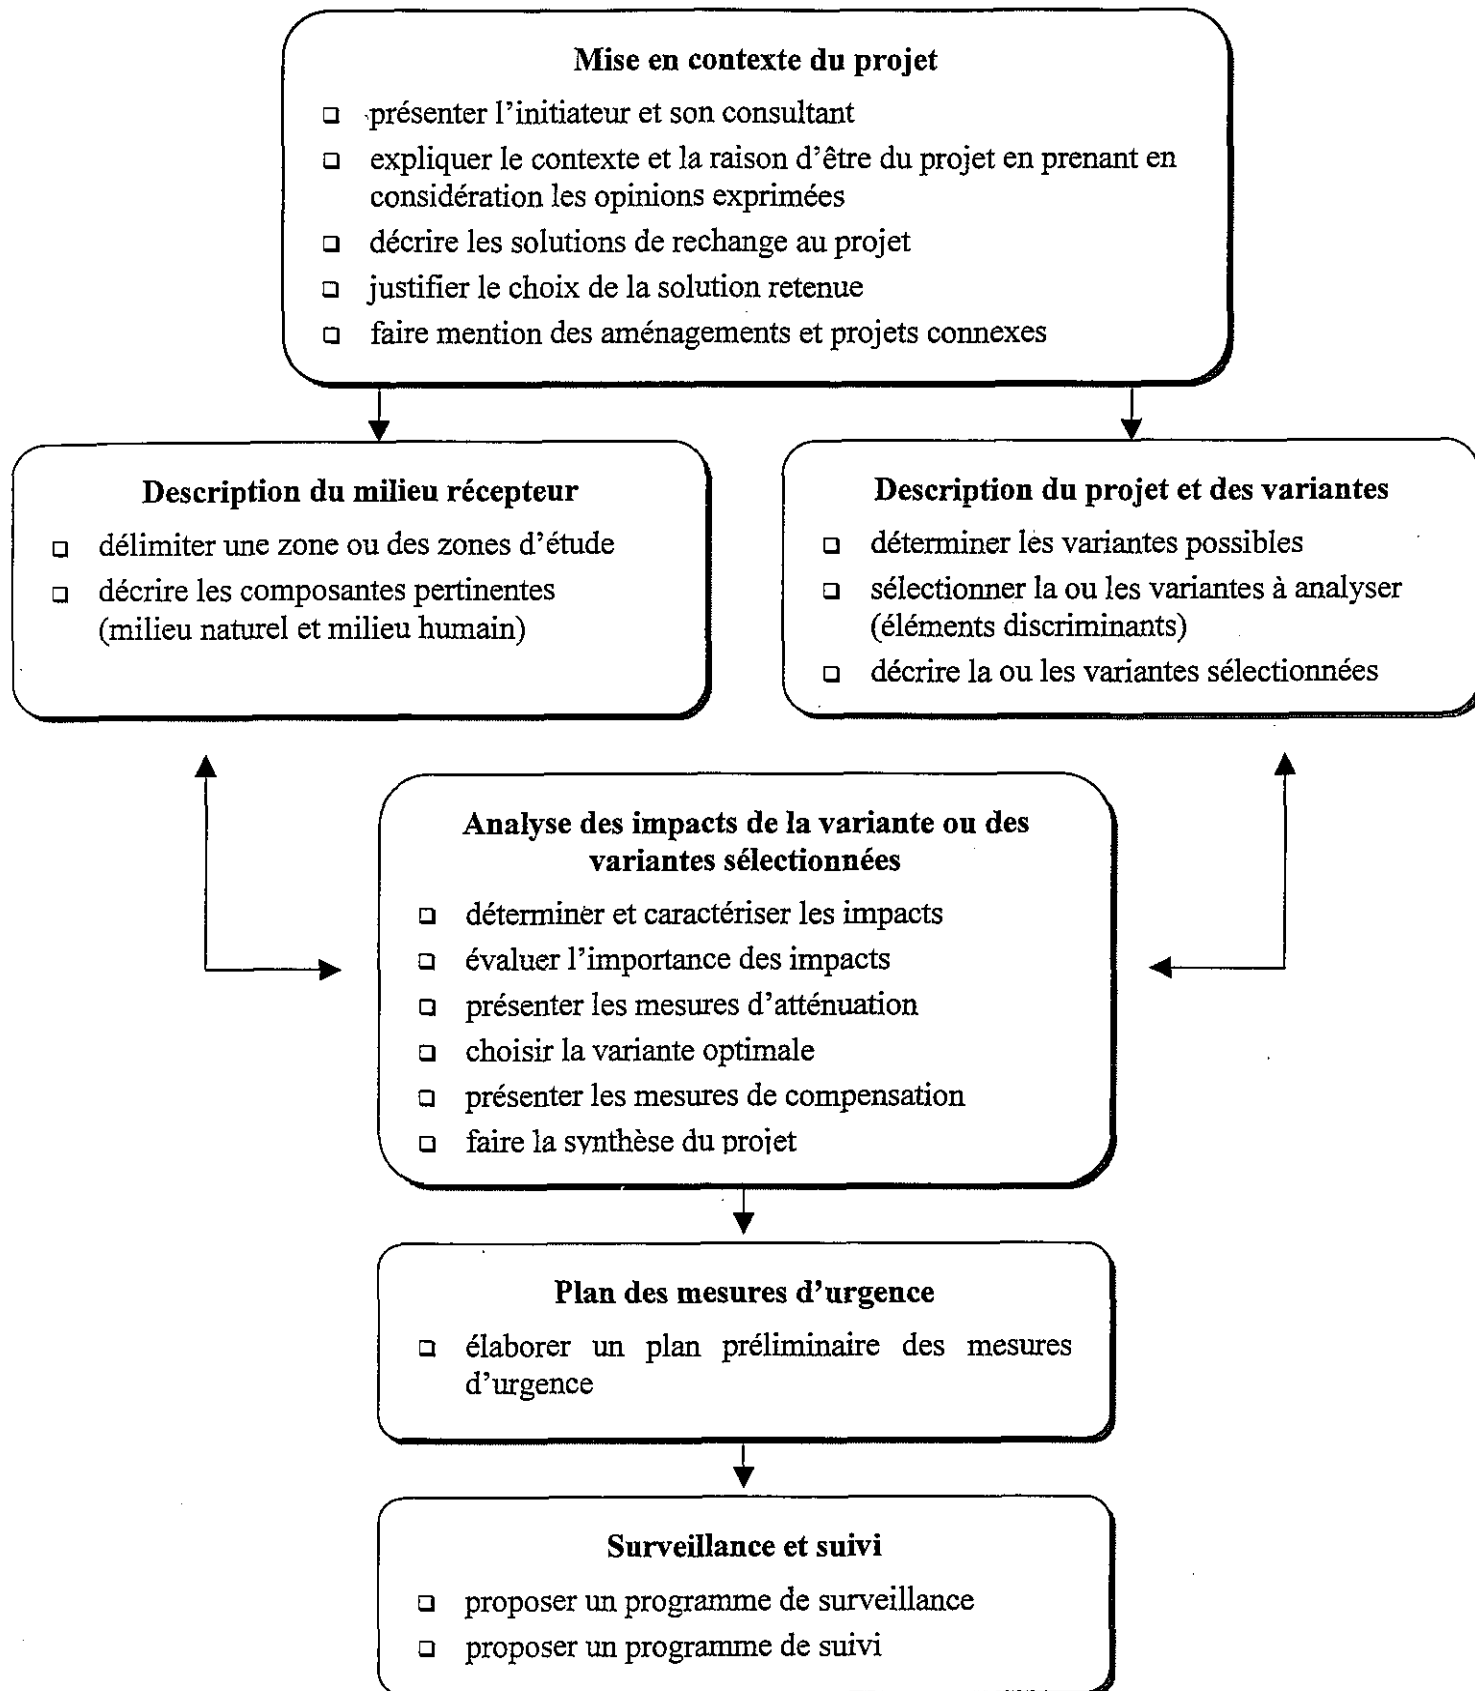 Mise en contexte du projet
❑ présenter l'initiateur et son consultant
❑ expliquer le contexte et la raison d'être du projet en prenant en
considération les opinions exprimées
❑ décrire les solutions de rechange au projet
❑ justifier le choix de la solution retenue
❑ faire mention des aménagements et projets connexes
Description du milieu récepteur
❑ délimiter une zone ou des zones d'étude
❑ décrire les composantes pertinentes
(milieu naturel et milieu humain)
Description du projet et des variantes
❑ déterminer les variantes possibles
❑ sélectionner la ou les variantes à analyser
(éléments discriminants)
❑ décrire la ou les variantes sélectionnées
Analyse des impacts de la variante ou des
variantes sélectionnées
❑ déterminer et caractériser les impacts
❑ évaluer l'importance des impacts
❑ présenter les mesures d'atténuation
❑ choisir la variante optimale
❑ présenter les mesures de compensation
❑ faire la synthèse du projet
Plan des mesures d'urgence
❑ élaborer un plan préliminaire des mesures
d'urgence
Surveillance et suivi
❑ proposer un programme de surveillance
❑ proposer un programme de suivi